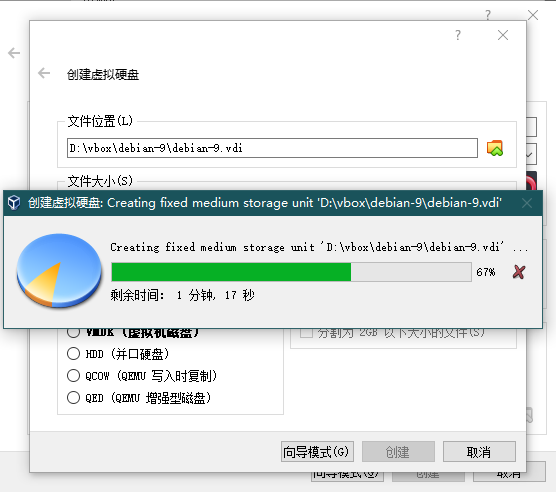 ?
?
创建虚拟硬盘
文件位置(L)
D:\vbox\debian-9\debian-9.vdi
文件大小(S)
创建虚拟硬盘: Creating fixed medium storage unit 'D:\vbox\debian-9\debian-9.vdi'
Creating fixed medium storage unit 'D:\vbox\debian-9\debian-9.vdi' ...
67%
剩余时间: 1 分钟, 17 秒
VMDK (虚拟机磁盘)
分割为 2GB 以下大小的文件(S)
HDD (并口硬盘)
QCOW (QEMU 写入时复制)
QED (QEMU 增强型磁盘)
向导模式(G) 创建 取消
向导模式(G) 创建 取消